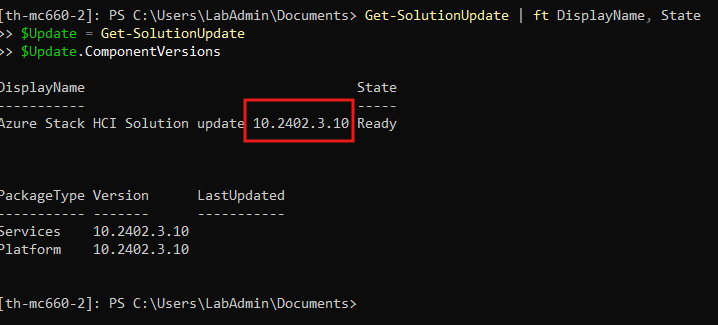 [th-mc660-2]: PS C:\Users\LabAdmin\Documents> Get-SolutionUpdate | ft DisplayName, State
>> $Update = Get-SolutionUpdate
>> $Update.ComponentVersions
DisplayName State
----------- -----
Azure Stack HCI Solution update 10.2402.3.10 Ready
PackageType Version LastUpdated
----------- ------- -----------
Services 10.2402.3.10
Platform 10.2402.3.10
[th-mc660-2]: PS C:\Users\LabAdmin\Documents>